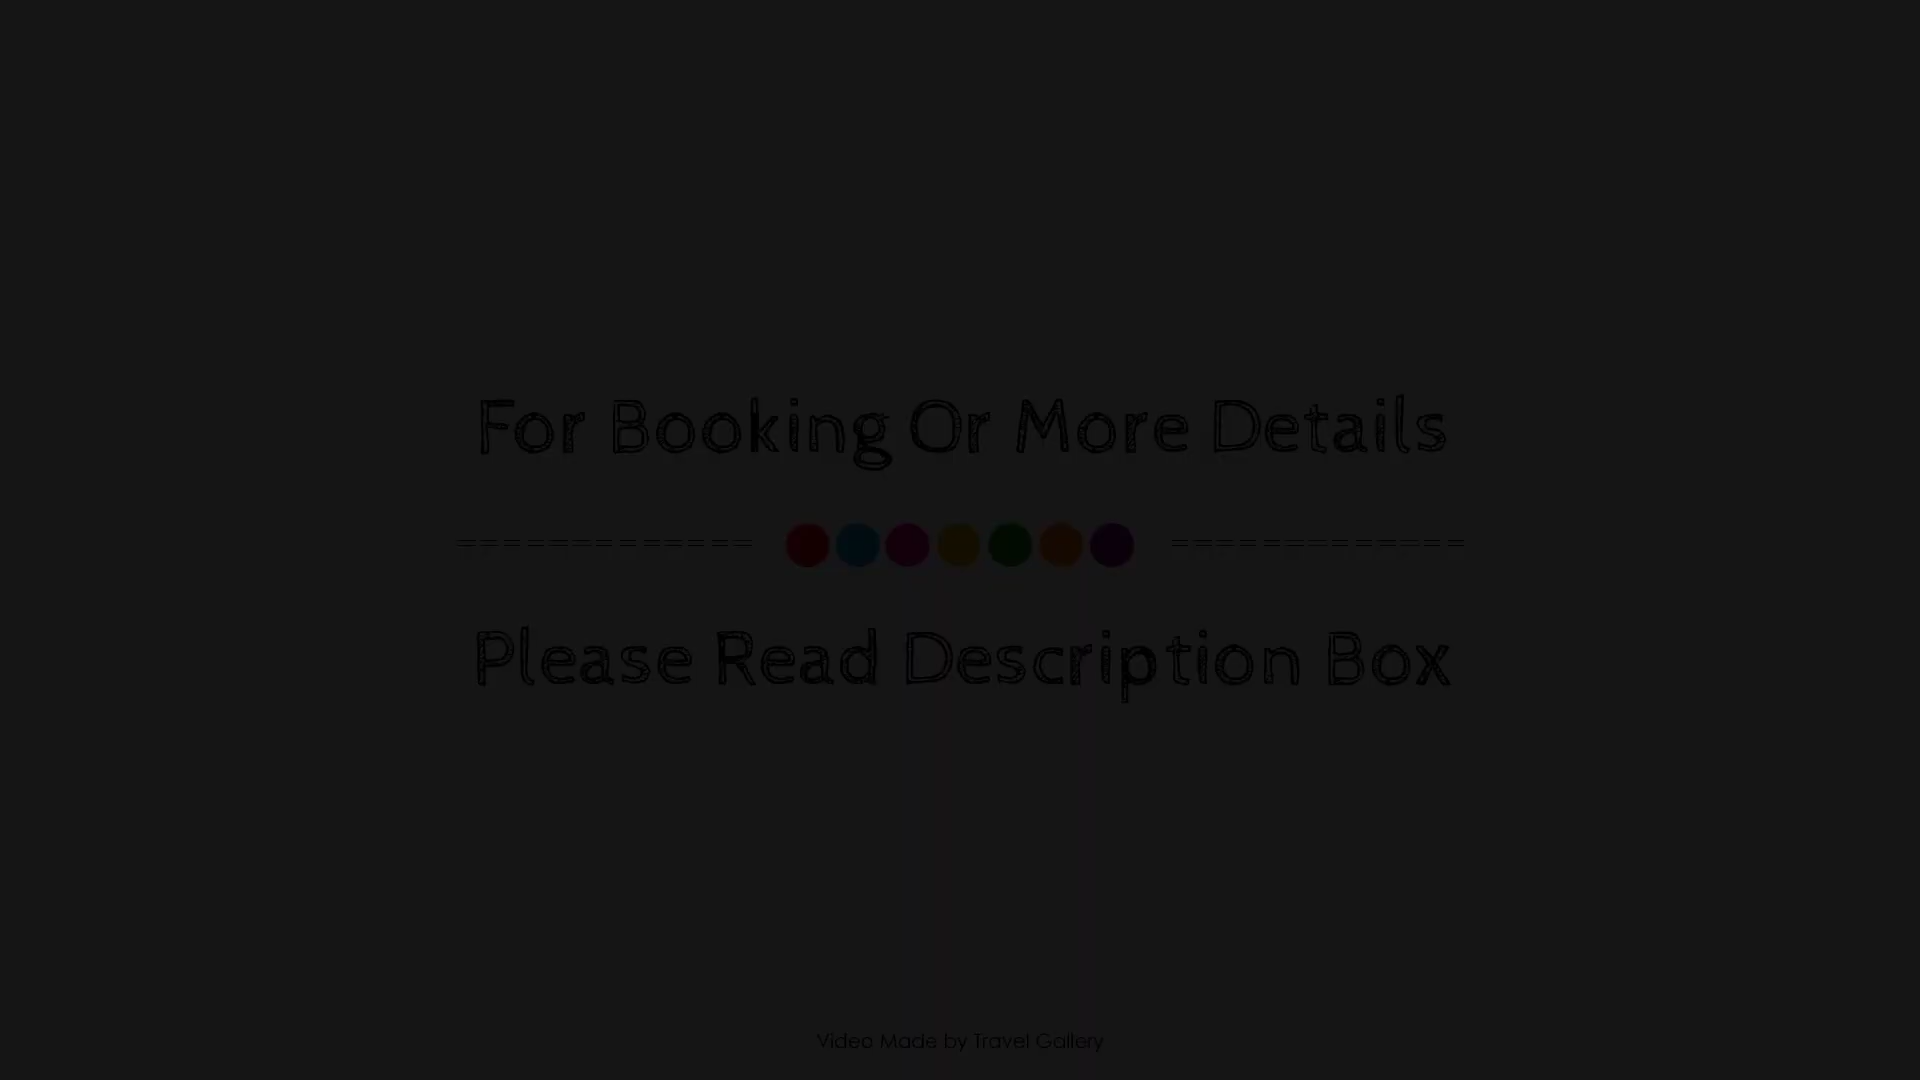 For Booking Or More Details
============= =============
Please Read Description Box
Video Made by Travel Gallery